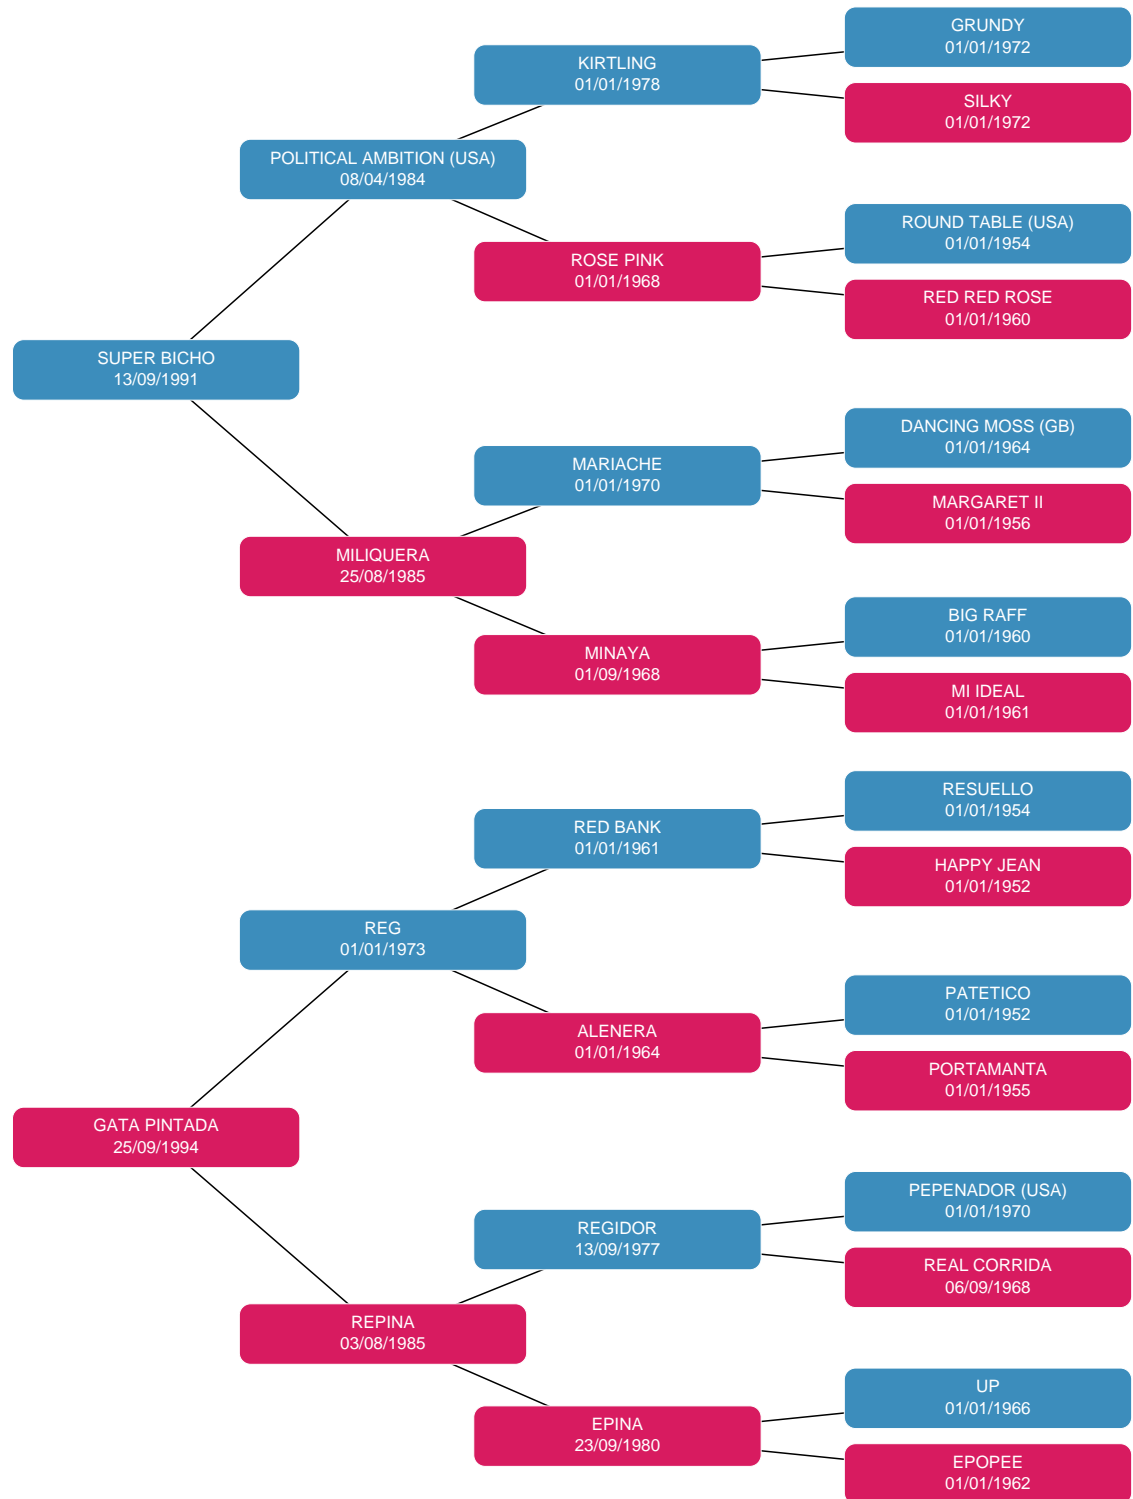 GRUNDY
01/01/1972
KIRTLING
01/01/1978
SILKY
01/01/1972
POLITICAL AMBITION (USA)
08/04/1984
ROUND TABLE (USA)
01/01/1954
ROSE PINK
01/01/1968
RED RED ROSE
01/01/1960
SUPER BICHO
13/09/1991
DANCING MOSS (GB)
01/01/1964
MARIACHE
01/01/1970
MARGARET II
01/01/1956
MILIQUERA
25/08/1985
BIG RAFF
01/01/1960
MINAYA
01/09/1968
MI IDEAL
01/01/1961
RESUELLO
01/01/1954
RED BANK
01/01/1961
HAPPY JEAN
01/01/1952
REG
01/01/1973
PATETICO
01/01/1952
ALENERA
01/01/1964
PORTAMANTA
01/01/1955
GATA PINTADA
25/09/1994
PEPENADOR (USA)
01/01/1970
REGIDOR
13/09/1977
REAL CORRIDA
06/09/1968
REPINA
03/08/1985
UP
01/01/1966
EPINA
23/09/1980
EPOPEE
01/01/1962